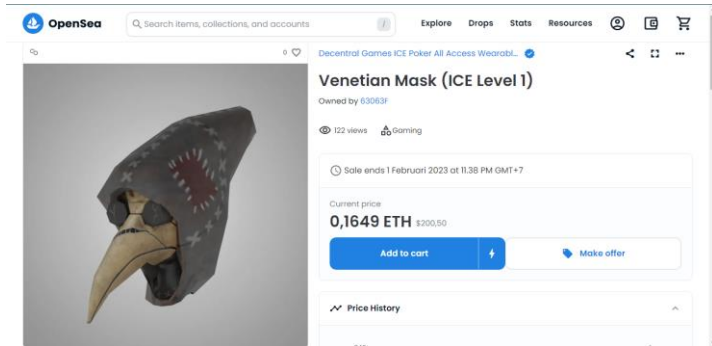 OpenSea
Search items, collections, and accounts
/
Explore Drops Stats Resources
0
Decentral Games ICE Poker All Access Wearabl...
Venetian Mask (ICE Level 1)
Owned by 63063F
122 views Gaming
Sale ends 1 Februari 2023 at 11.38 PM GMT+7
Current price
0,1649 ETH $200,50
Add to cart
Make offer
Price History